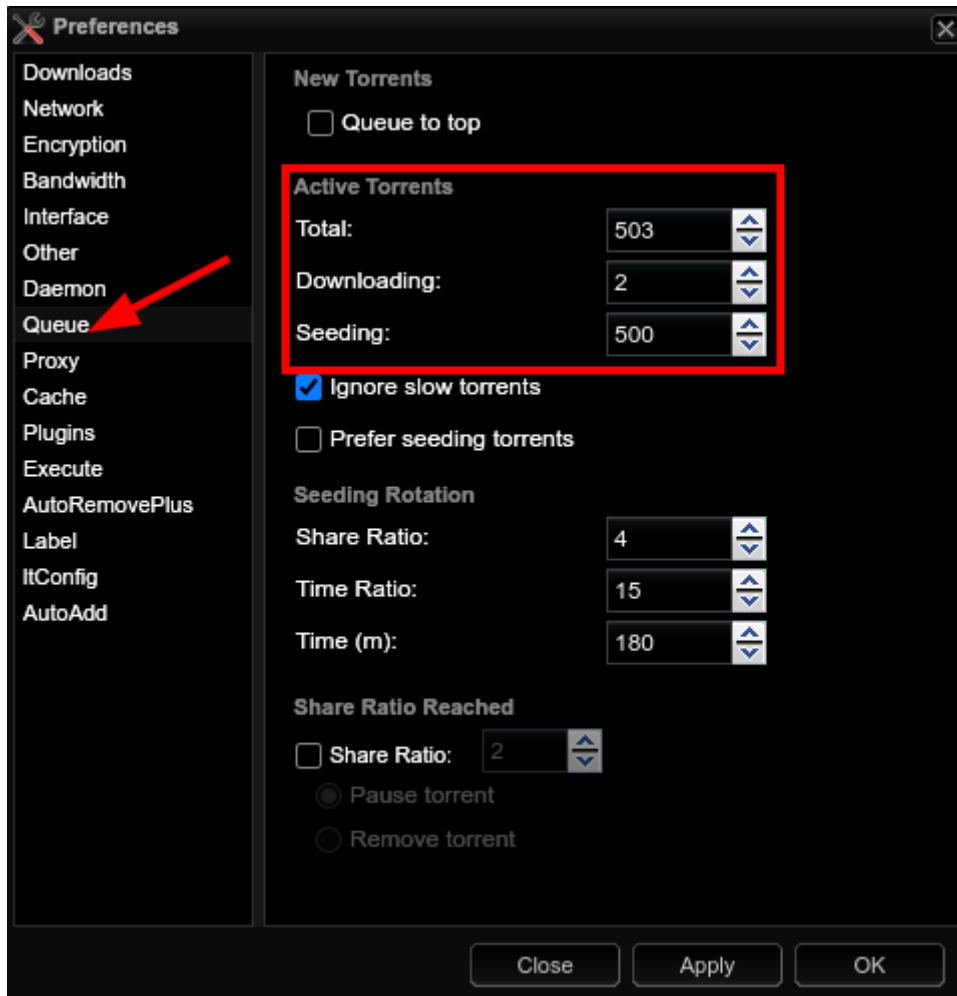 Preferences
Downloads
Network
Encryption
Bandwidth
Interface
Other
Daemon
Queue
Proxy
Cache
Plugins
Execute
AutoRemovePlus
Label
ltConfig
AutoAdd
New Torrents
Queue to top
Active Torrents
Total: 503
Downloading: 2
Seeding: 500
Ignore slow torrents
Prefer seeding torrents
Seeding Rotation
Share Ratio: 4
Time Ratio: 15
Time (m): 180
Share Ratio Reached
Share Ratio: 2
Pause torrent
Remove torrent
Close Apply OK